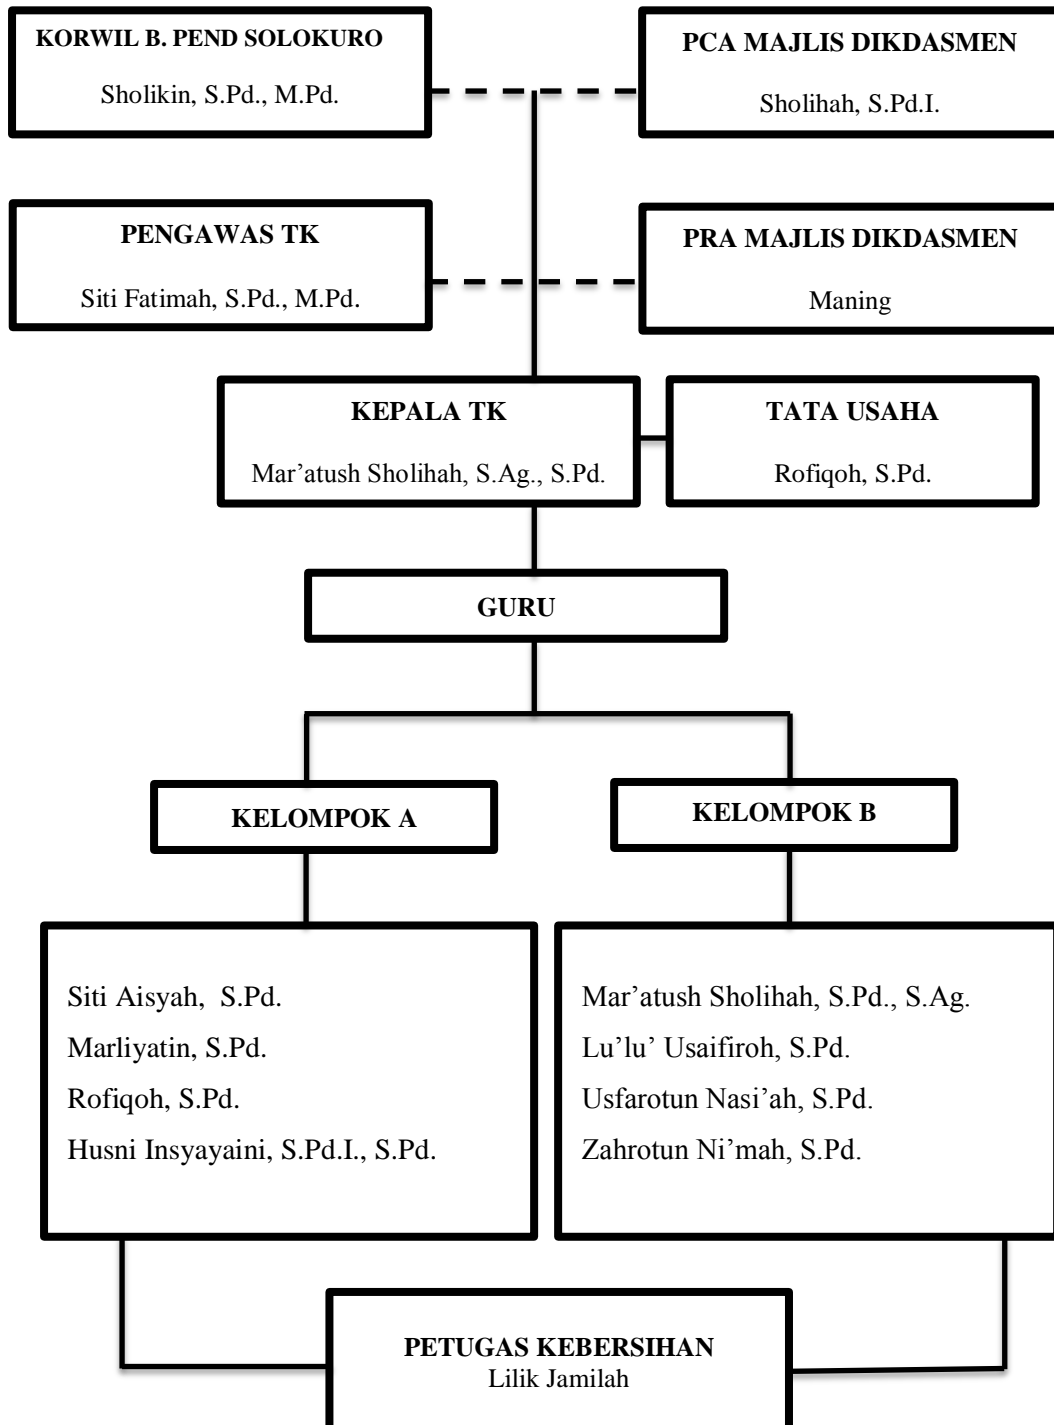 KORWIL B. PEND SOLOKURO
Sholikin, S.Pd., M.Pd.
PCA MAJLIS DIKDASMEN
Sholihah, S.Pd.I.
PENGAWAS TK
Siti Fatimah, S.Pd., M.Pd.
PRA MAJLIS DIKDASMEN
Maning
KEPALA TK
Mar’atush Sholihah, S.Ag., S.Pd.
TATA USAHA
Rofiqoh, S.Pd.
GURU
KELOMPOK A
KELOMPOK B
Siti Aisyah,  S.Pd.
Marliyatin, S.Pd.
Rofiqoh, S.Pd.
Husni Insyayaini, S.Pd.I., S.Pd.
Mar’atush Sholihah, S.Pd., S.Ag.
Lu’lu’ Usaifiroh, S.Pd.
Usfarotun Nasi’ah, S.Pd.
Zahrotun Ni’mah, S.Pd.
PETUGAS KEBERSIHAN
Lilik Jamilah